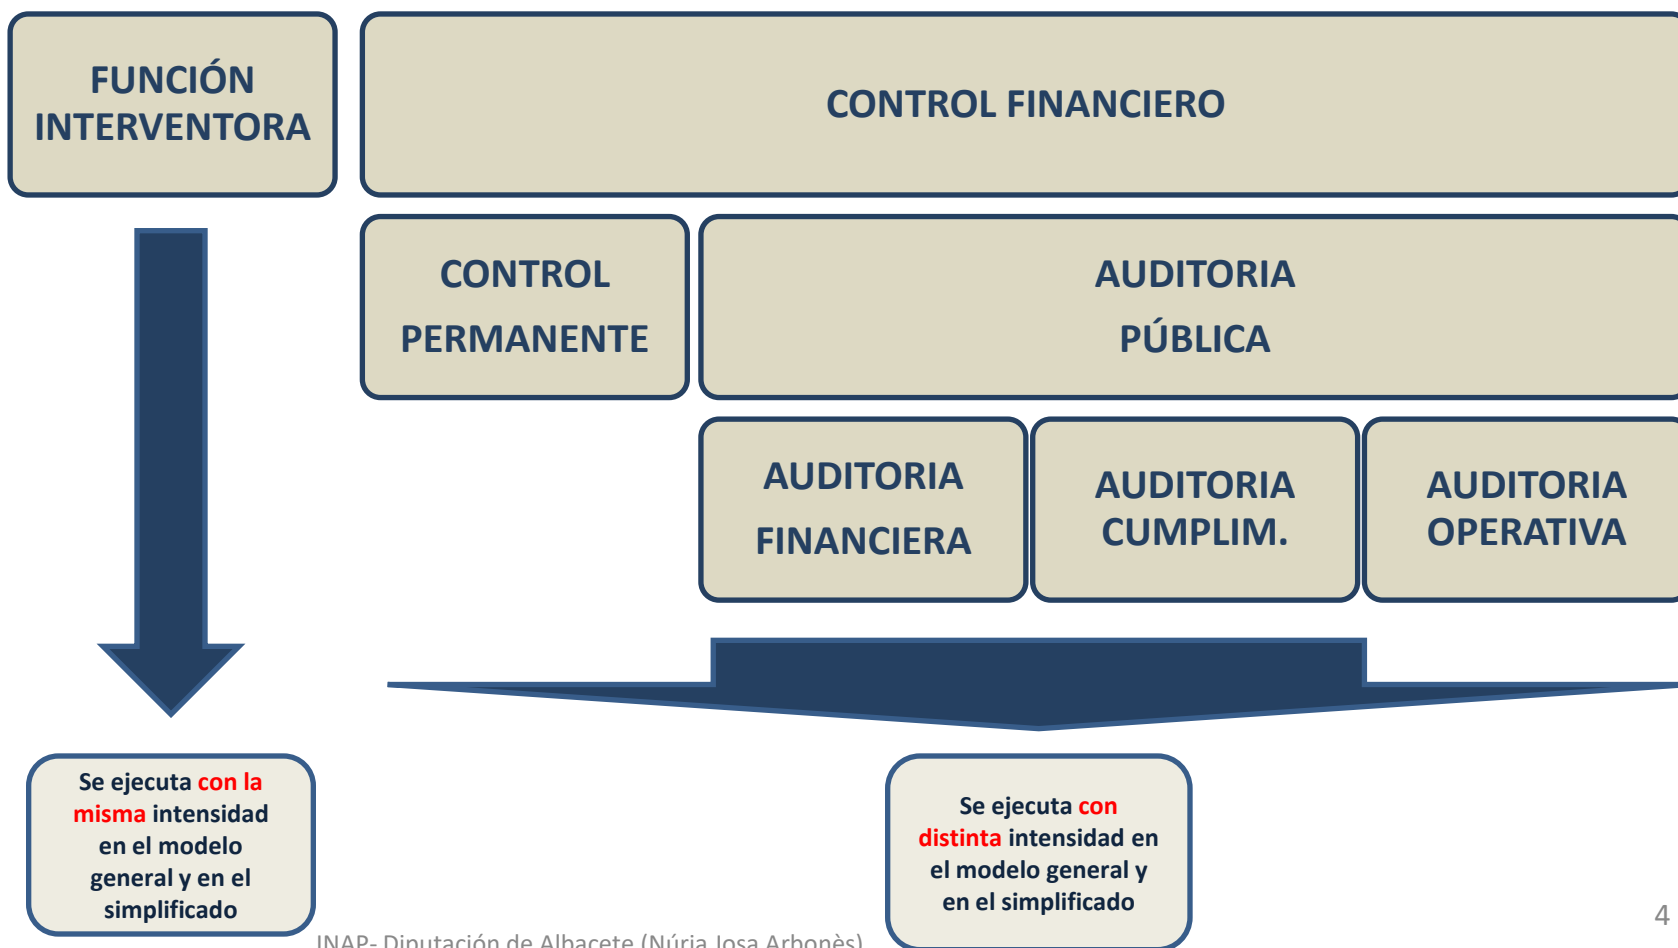 FUNCIÓN
INTERVENTORA
CONTROL FINANCIERO
CONTROL
PERMANENTE
AUDITORIA
PÚBLICA
AUDITORIA
FINANCIERA
AUDITORIA
CUMPLIM.
AUDITORIA
OPERATIVA
Se ejecuta con la
misma intensidad
en el modelo
general y en el
simplificado
Se ejecuta con
distinta intensidad en
el modelo general y
en el simplificado
INAP- Diputación de Albacete (Núria Josa Arbonès)
4